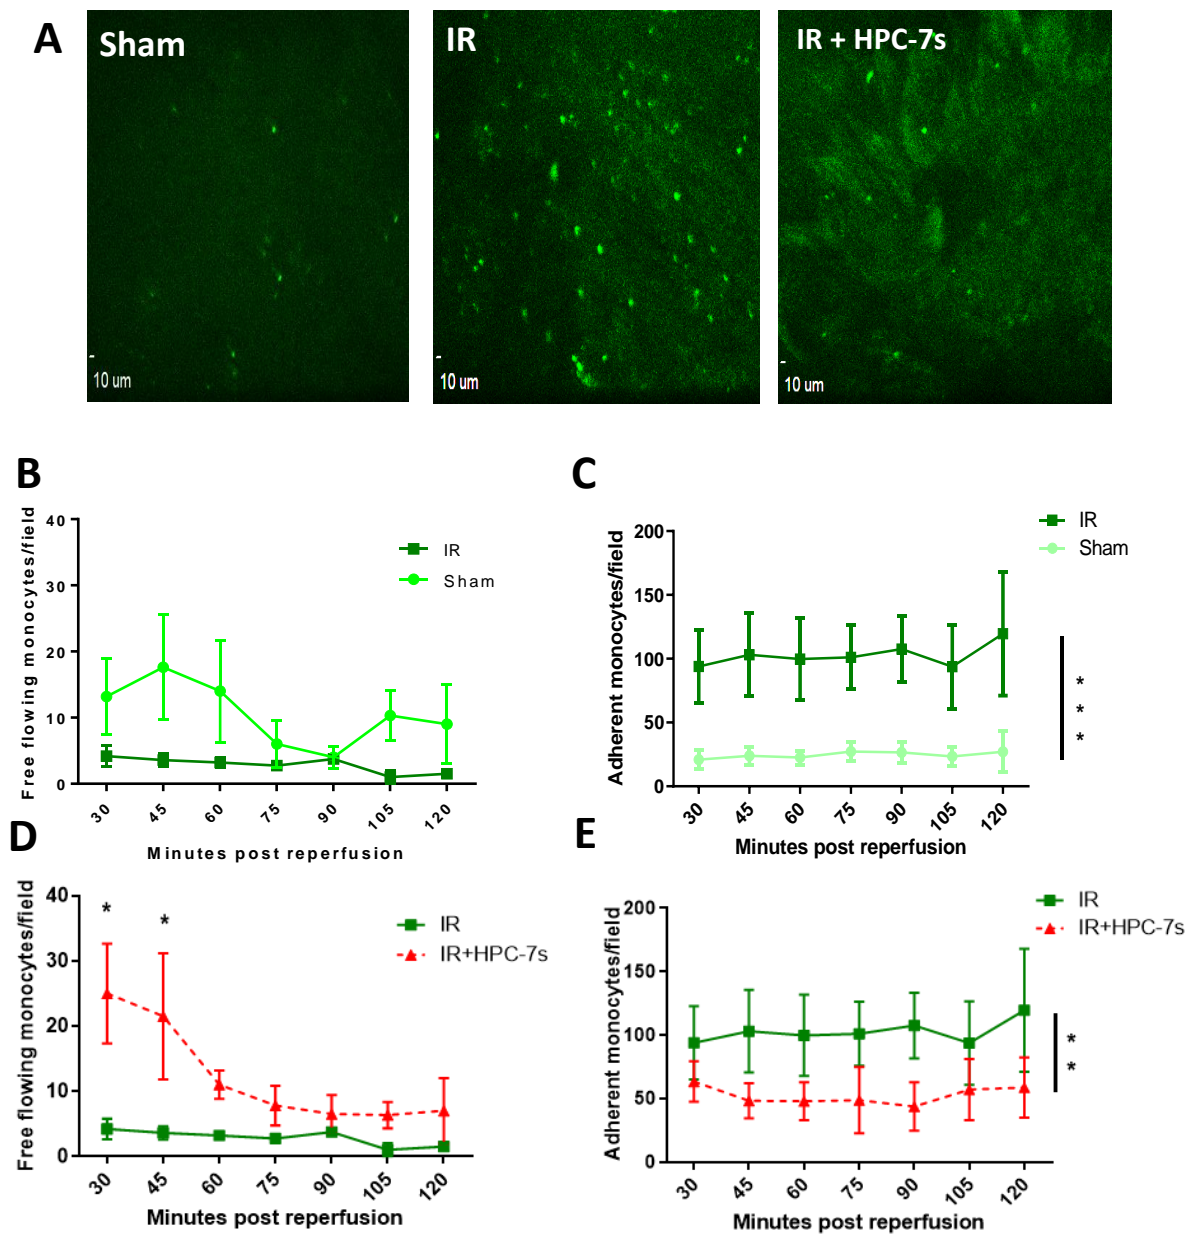 A
Sham
IR
IR + HPC-7s
10 um
10 um
10 um
B
Free flowing monocytes/field
40
30
20
10
0
30
45
60
75
90
105
120
Minutes post reperfusion
IR
Sham
C
Adherent monocytes/field
200
150
100
50
0
30
45
60
75
90
105
120
Minutes post reperfusion
IR
Sham
* * *
D
Free flowing monocytes/field
40
30
20
10
0
*
*
30
45
60
75
90
105
120
Minutes post reperfusion
IR
IR+HPC-7s
E
Adherent monocytes/field
200
150
100
50
0
30
45
60
75
90
105
120
Minutes post reperfusion
IR
IR+HPC-7s
* *